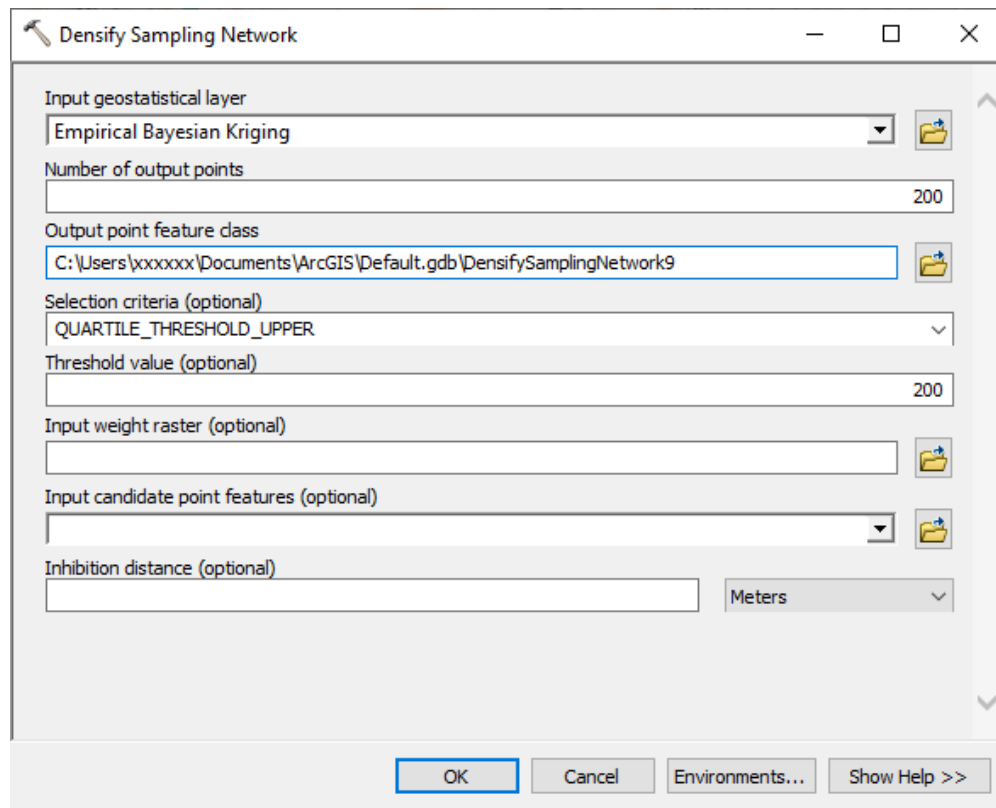 Densify Sampling Network
Input geostatistical layer
Empirical Bayesian Kriging
Number of output points
200
Output point feature class
C:\Users\xxxxxx\Documents\ArcGIS\Default.gdb\DensifySamplingNetwork9
Selection criteria (optional)
QUARTILE_THRESHOLD_UPPER
Threshold value (optional)
200
Input weight raster (optional)
Input candidate point features (optional)
Inhibition distance (optional)
Meters
OK Cancel Environments... Show Help >>